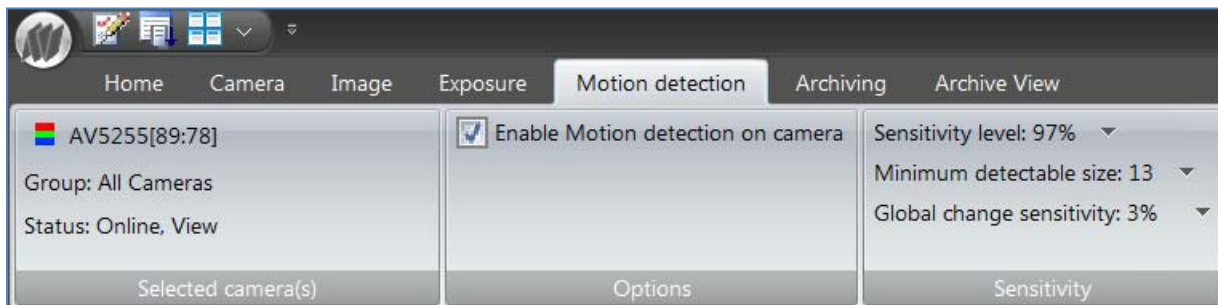 Home Camera Image Exposure Motion detection Archiving Archive View
AV5255[89:78]
Group: All Cameras
Status: Online, View
Selected camera(s)
Enable Motion detection on camera
Options
Sensitivity level: 97%
Minimum detectable size: 13
Global change sensitivity: 3%
Sensitivity